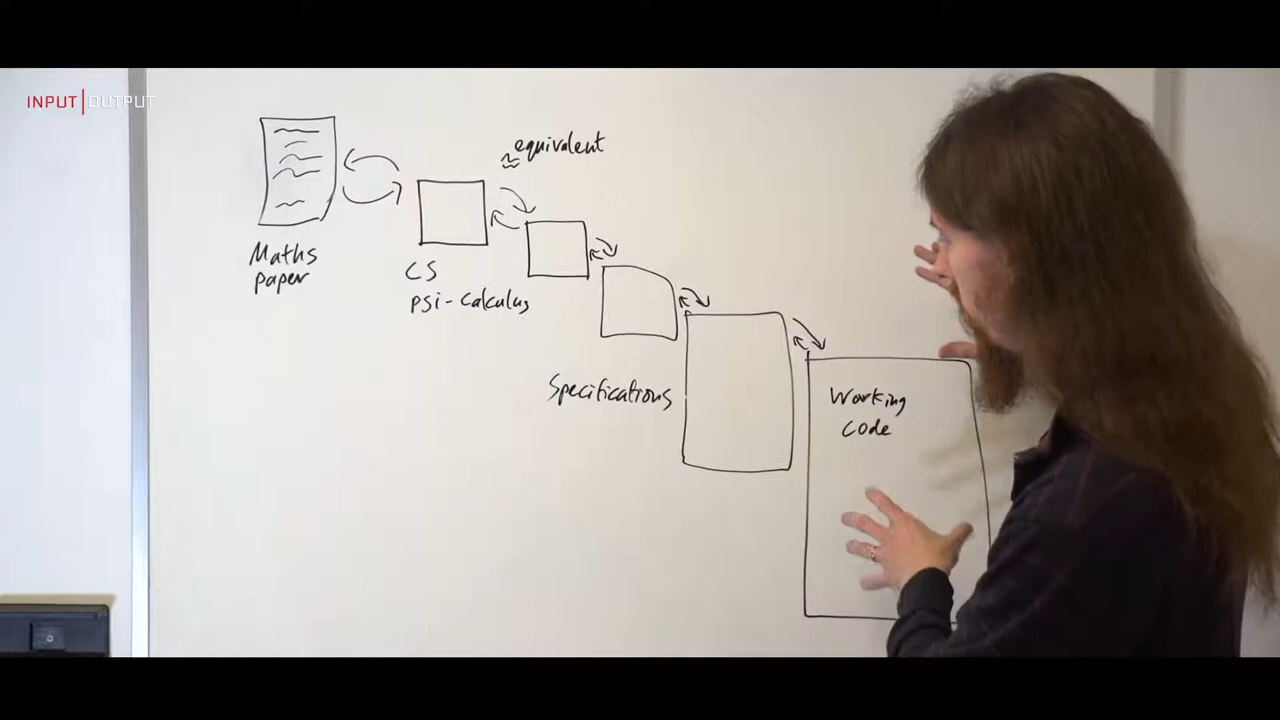 INPUT|OUTPUT
≈ equivalent
Maths
paper
CS
psi-calculus
Specifications
Working
code